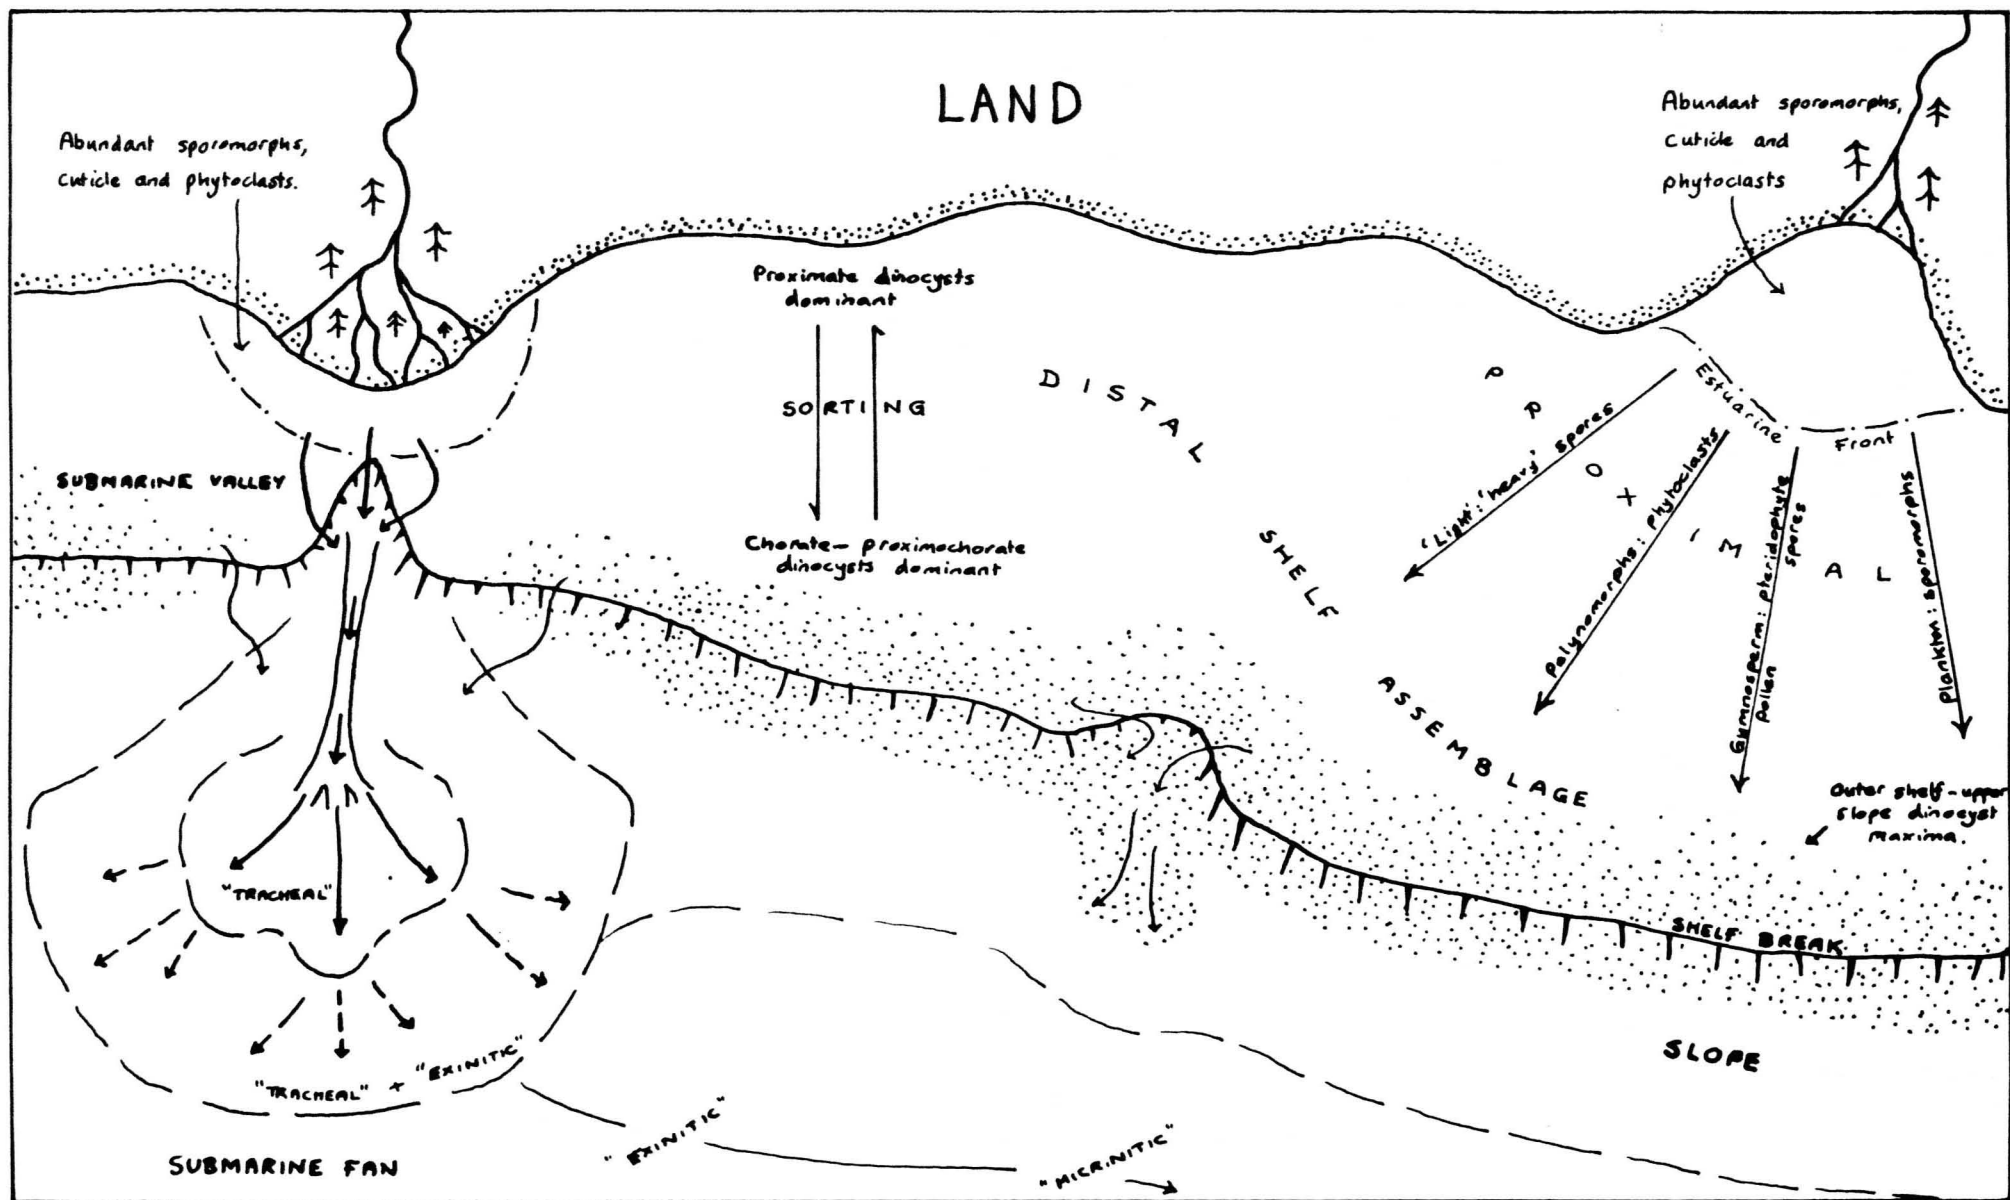 LAND
Abundant sporomorphs,
cuticle and phytoclasts.
Abundant sporomorphs,
cuticle and
phytoclasts
Proximate dinocysts
dominant
SORTING
Chorate - proximochorate
dinocysts dominant
SUBMARINE VALLEY
DISTAL SHELF ASSEMBLAGE
PROXIMAL
Estuarine Front
'Light':'heavy' spores
Palynomorphs: phytoclasts
Gymnosperm: pteridophyte
pollen spores
Plankton: sporomorphs
Outer shelf - upper
slope dinocyst
maxima.
SHELF BREAK
SLOPE
"TRACHEAL"
"TRACHEAL" + "EXINITIC"
SUBMARINE FAN
"EXINITIC"
"MICRINITIC"